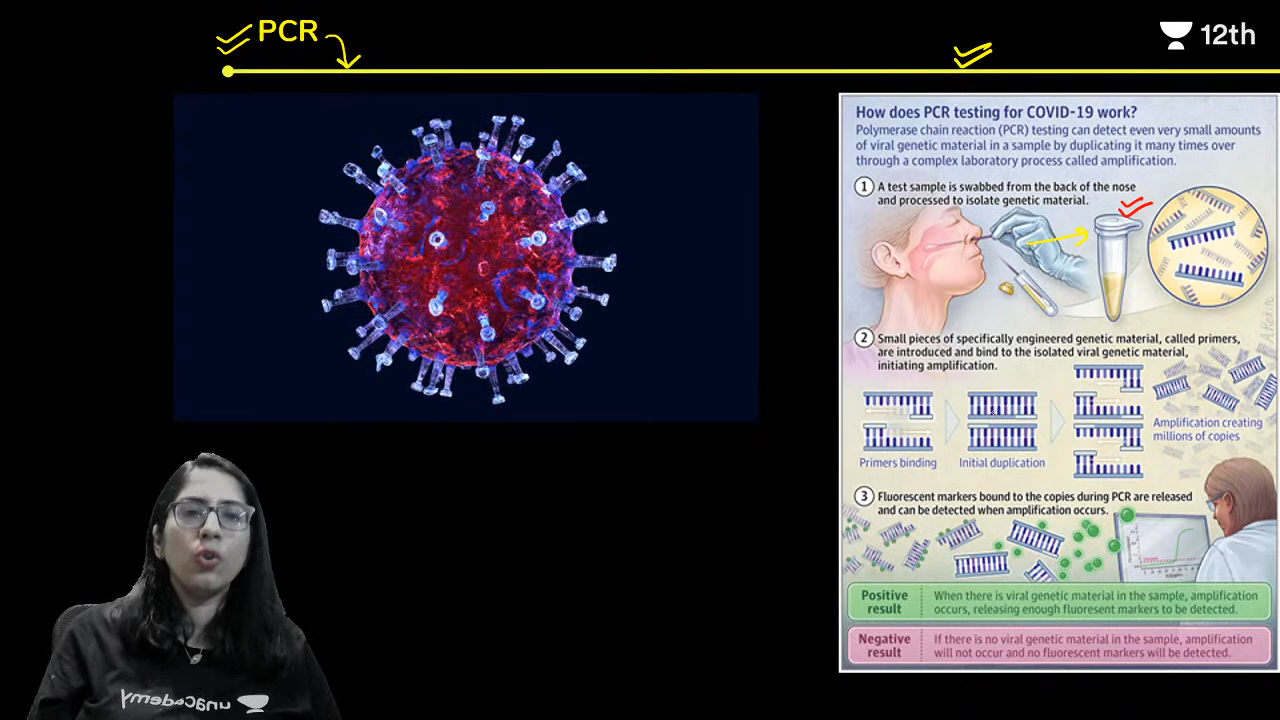 PCR
12th
How does PCR testing for COVID-19 work?
Polymerase chain reaction (PCR) testing can detect even very small amounts
of viral genetic material in a sample by duplicating it many times over
through a complex laboratory process called amplification.
1 A test sample is swabbed from the back of the nose
and processed to isolate genetic material.
2 Small pieces of specifically engineered genetic material, called primers,
are introduced and bind to the isolated viral genetic material,
initiating amplification.
Primers binding
Initial duplication
Amplification creating
millions of copies
3 Fluorescent markers bound to the copies during PCR are released
and can be detected when amplification occurs.
Positive
result
When there is viral genetic material in the sample, amplification
occurs, releasing enough fluoresent markers to be detected.
Negative
result
If there is no viral genetic material in the sample, amplification
will not occur and no fluorescent markers will be detected.
unacademy